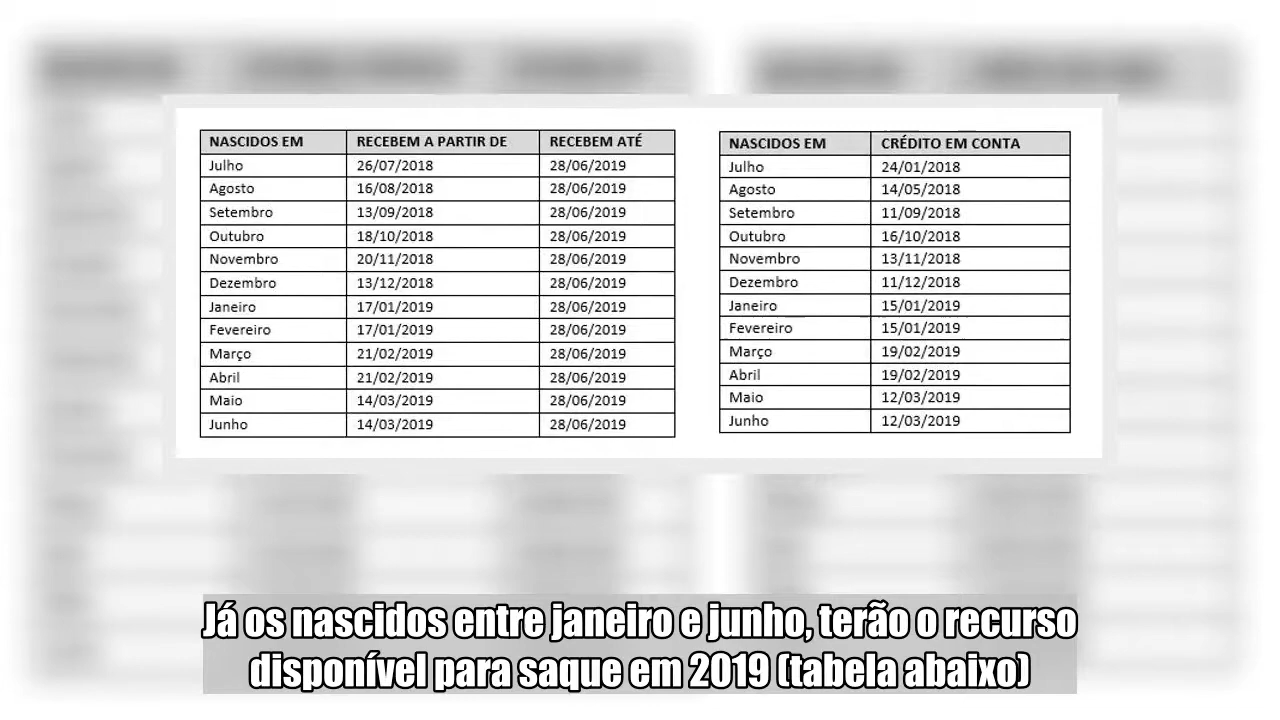 NASCIDOS EM RECEBEM A PARTIR DE RECEBEM ATÉ
Julho 26/07/2018 28/06/2019
Agosto 16/08/2018 28/06/2019
Setembro 13/09/2018 28/06/2019
Outubro 18/10/2018 28/06/2019
Novembro 20/11/2018 28/06/2019
Dezembro 13/12/2018 28/06/2019
Janeiro 17/01/2019 28/06/2019
Fevereiro 17/01/2019 28/06/2019
Março 21/02/2019 28/06/2019
Abril 21/02/2019 28/06/2019
Maio 14/03/2019 28/06/2019
Junho 14/03/2019 28/06/2019
NASCIDOS EM CRÉDITO EM CONTA
Julho 24/01/2018
Agosto 14/05/2018
Setembro 11/09/2018
Outubro 16/10/2018
Novembro 13/11/2018
Dezembro 11/12/2018
Janeiro 15/01/2019
Fevereiro 15/01/2019
Março 19/02/2019
Abril 19/02/2019
Maio 12/03/2019
Junho 12/03/2019
Já os nascidos entre janeiro e junho, terão o recurso
disponível para saque em 2019 (tabela abaixo)